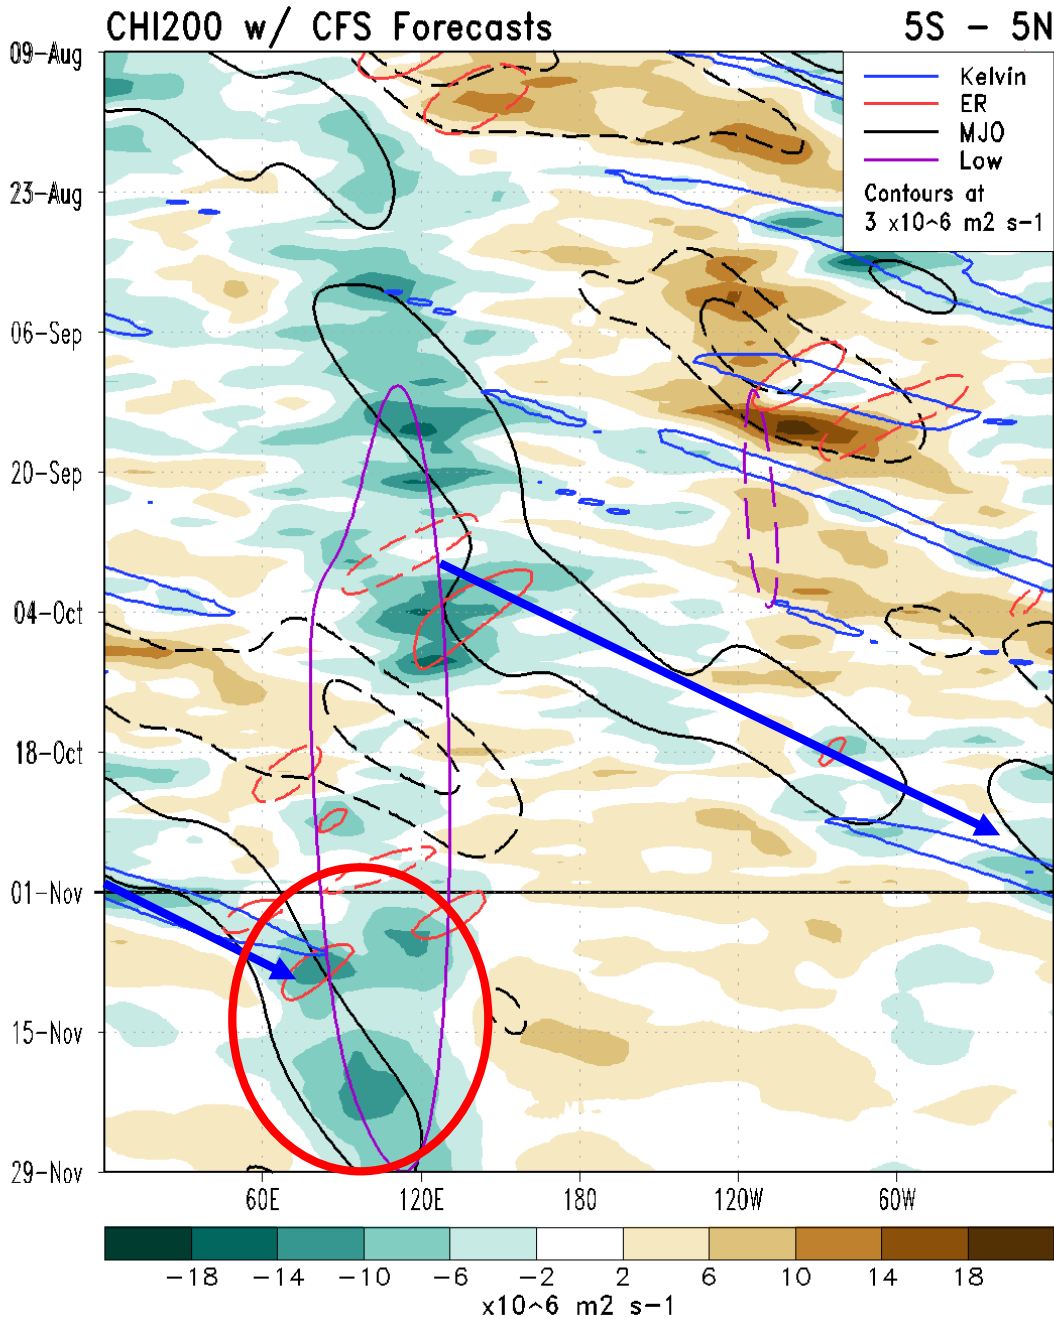 CHI200 w/ CFS Forecasts 5S - 5N
09-Aug
Kelvin
ER
MJO
Low
23-Aug
Contours at
3 x10^6 m2 s-1
06-Sep
20-Sep
04-Oct
18-Oct
01-Nov
15-Nov
29-Nov
60E 120E 180 120W 60W
-18 -14 -10 -6 -2 2 6 10 14 18
x10^6 m2 s-1